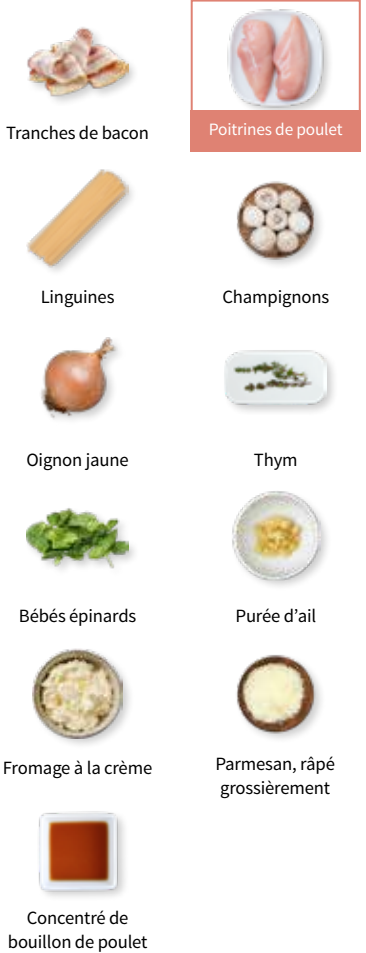 Tranches de bacon
Poitrines de poulet
Linguines
Champignons
Oignon jaune
Thym
Bébés épinards
Purée d’ail
Fromage à la crème
Parmesan, râpé
grossièrement
Concentré de
bouillon de poulet